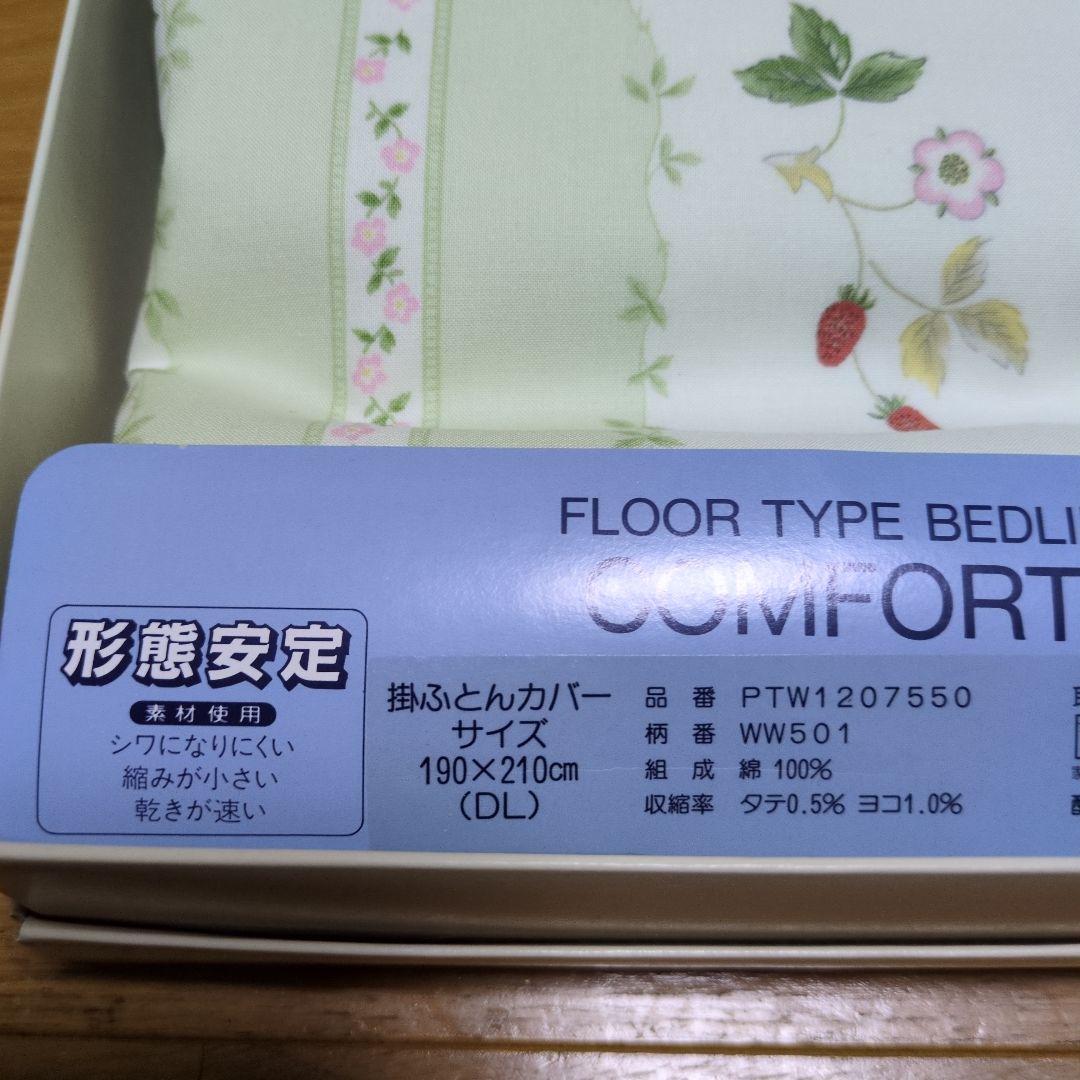 FLOOR TYPE BEDLI
COMFORT
形態安定
素材使用
シワになりにくい
縮みが小さい
乾きが速い
掛ふとんカバー
サイズ
190×210cm
(DL)
品 番 PTW1207550
柄 番 WW501
組 成 綿 100%
収縮率 タテ0.5% ヨコ1.0%